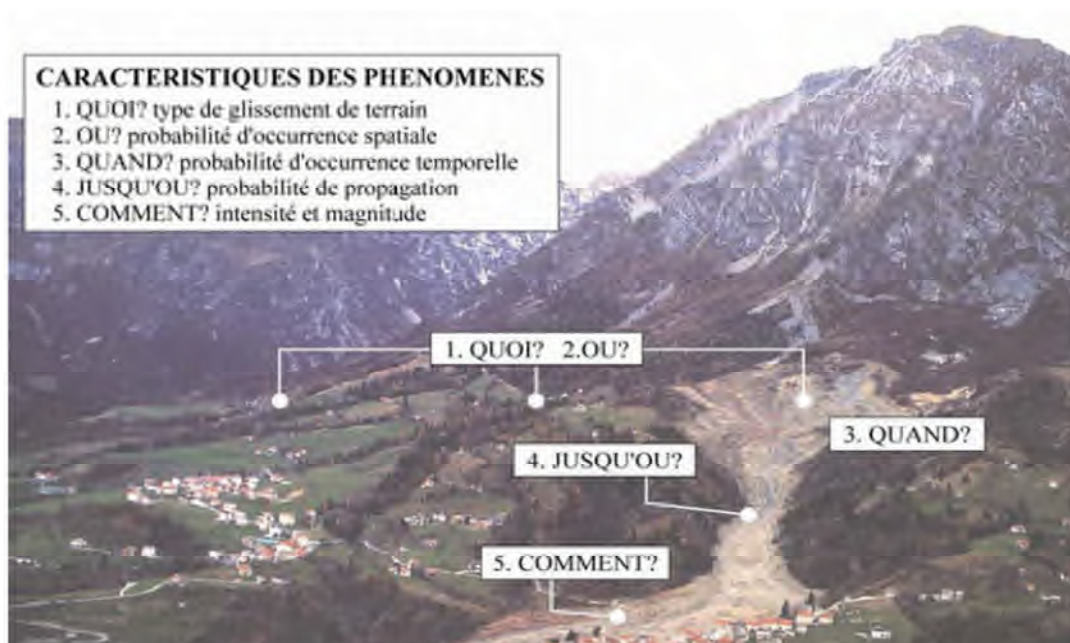 CARACTERISTIQUES DES PHENOMENES
1. QUOI? type de glissement de terrain
2. OU? probabilité d'occurrence spatiale
3. QUAND? probabilité d'occurrence temporelle
4. JUSQU'OU? probabilité de propagation
5. COMMENT? intensité et magnitude
1. QUOI? 2.OU?
3. QUAND?
4. JUSQU'OU?
5. COMMENT?